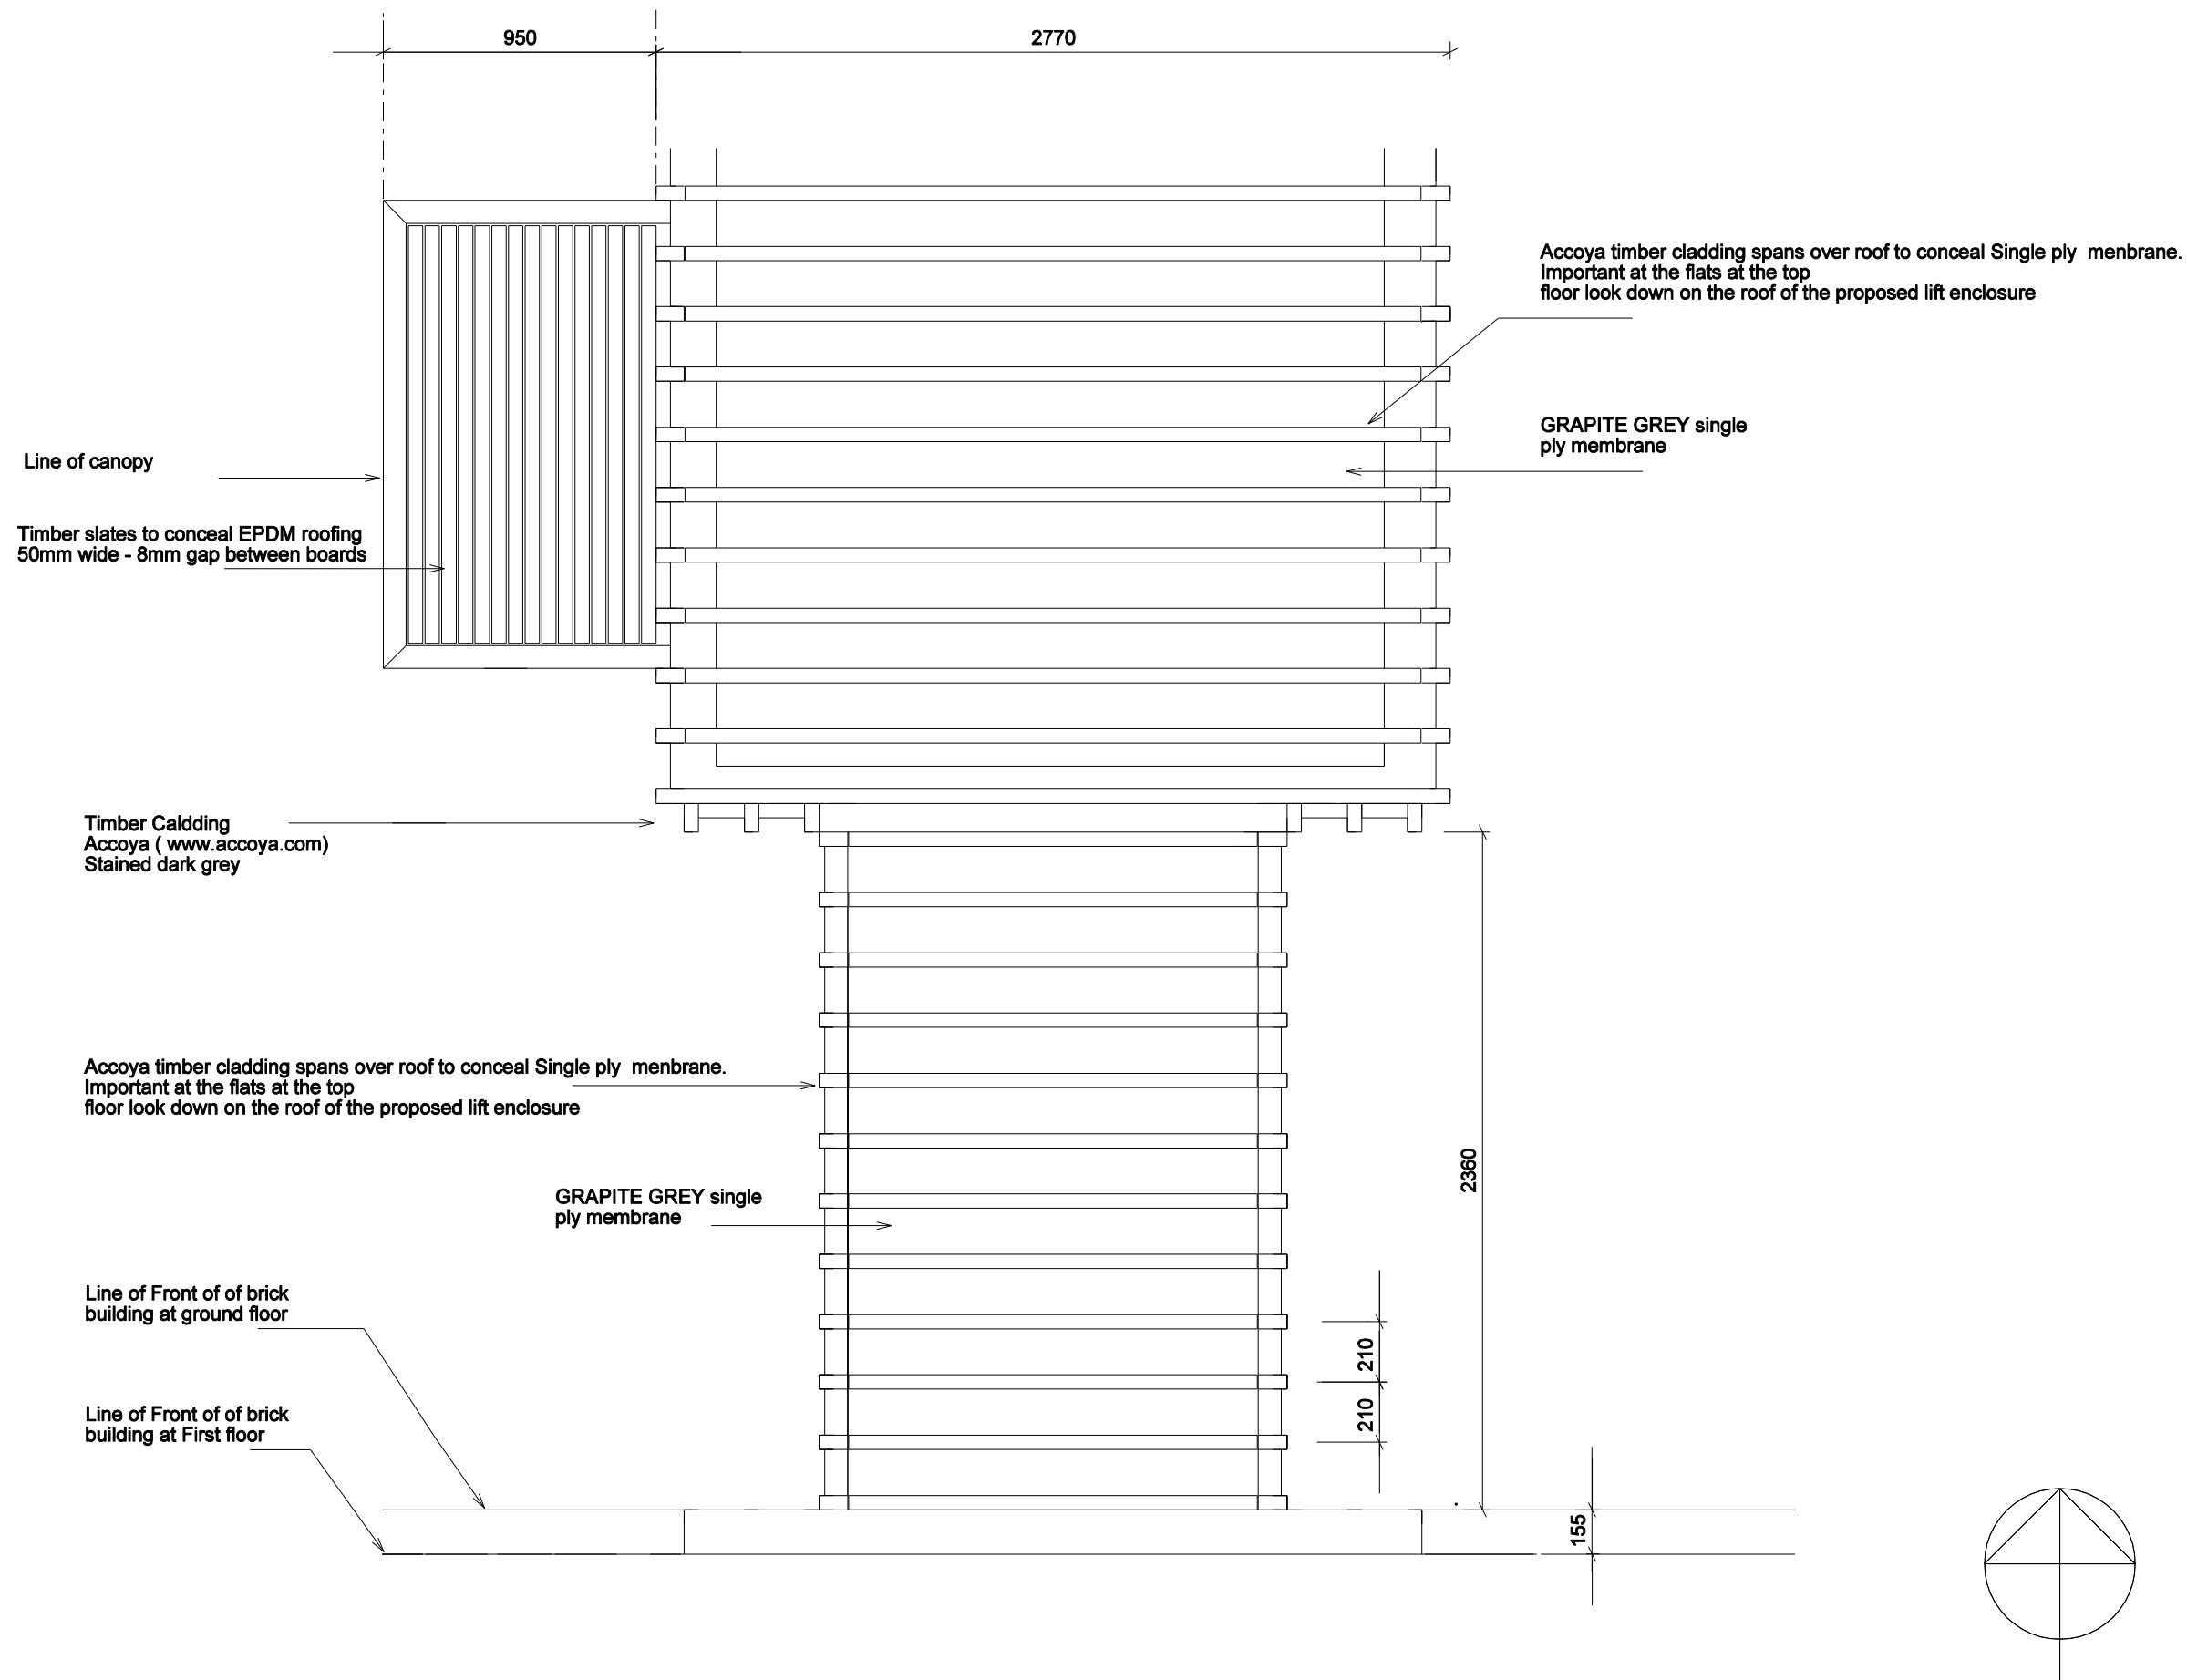 950
2770
Accoya timber cladding spans over roof to conceal Single ply menbrane.
Important at the flats at the top
floor look down on the roof of the proposed lift enclosure
GRAPITE GREY single
ply membrane
Line of canopy
Timber slates to conceal EPDM roofing
50mm wide - 8mm gap between boards
Timber Caldding
Accoya ( www.accoya.com)
Stained dark grey
Accoya timber cladding spans over roof to conceal Single ply menbrane.
Important at the flats at the top
floor look down on the roof of the proposed lift enclosure
2360
GRAPITE GREY single
ply membrane
Line of Front of of brick
building at ground floor
210
210
Line of Front of of brick
building at First floor
155